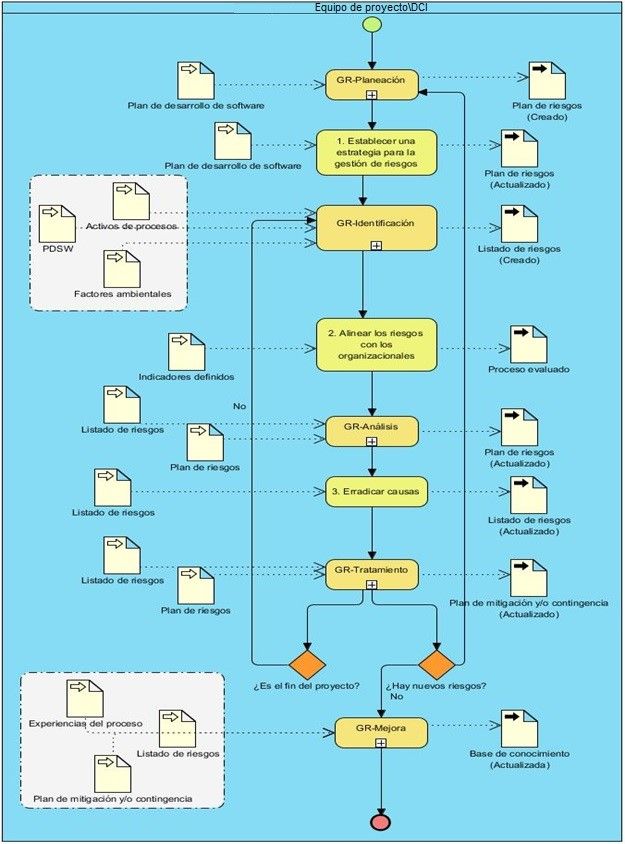 Equipo de proyecto\DCI
GR-Planeación
Plan de desarrollo de software
Plan de riesgos
(Creado)
1. Establecer una
estrategia para la
gestión de riesgos
Plan de desarrollo de software
Plan de riesgos
(Actualizado)
Activos de procesos
PDSW
Factores ambientales
GR-Identificación
Listado de riesgos
(Creado)
2. Alinear los riesgos
con los
organizacionales
Indicadores definidos
Proceso evaluado
No
Listado de riesgos
Plan de riesgos
GR-Análisis
Plan de riesgos
(Actualizado)
3. Erradicar causas
Listado de riesgos
Listado de riesgos
(Actualizado)
GR-Tratamiento
Listado de riesgos
Plan de riesgos
Plan de mitigación y/o contingencia
(Actualizado)
¿Es el fin del proyecto?
¿Hay nuevos riesgos?
No
Experiencias del proceso
Listado de riesgos
Plan de mitigación y/o contingencia
GR-Mejora
Base de conocimiento
(Actualizada)